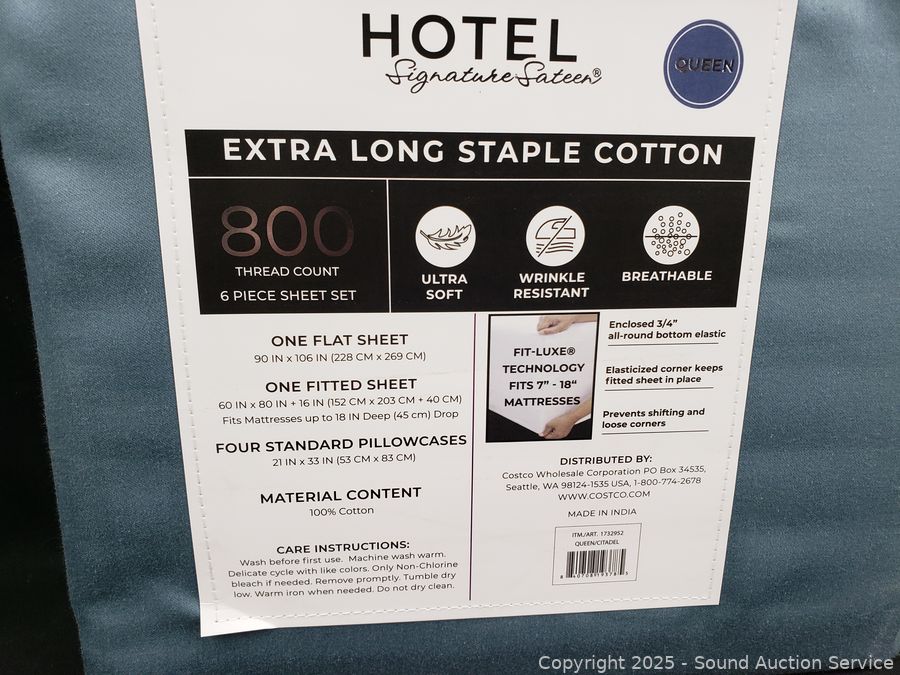 HOTEL
Signature Sateen®
QUEEN
EXTRA LONG STAPLE COTTON
800
THREAD COUNT
6 PIECE SHEET SET
ULTRA
SOFT
WRINKLE
RESISTANT
BREATHABLE
ONE FLAT SHEET
90 IN x 106 IN (228 CM x 269 CM)
ONE FITTED SHEET
60 IN x 80 IN + 16 IN (152 CM x 203 CM + 40 CM)
Fits Mattresses up to 18 IN Deep (45 cm) Drop
FOUR STANDARD PILLOWCASES
21 IN x 33 IN (53 CM x 83 CM)
MATERIAL CONTENT
100% Cotton
CARE INSTRUCTIONS:
Wash before first use. Machine wash warm.
Delicate cycle with like colors. Only Non-Chlorine
bleach if needed. Remove promptly. Tumble dry
low. Warm iron when needed. Do not dry clean.
FIT-LUXE®
TECHNOLOGY
FITS 7” - 18“
MATTRESSES
Enclosed 3/4”
all-round bottom elastic
Elasticized corner keeps
fitted sheet in place
Prevents shifting and
loose corners
DISTRIBUTED BY:
Costco Wholesale Corporation PO Box 34535,
Seattle, WA 98124-1535 USA, 1-800-774-2678
WWW.COSTCO.COM
MADE IN INDIA
ITM./ART. 1732952
QUEEN/CITADEL
Copyright 2025 - Sound Auction Service